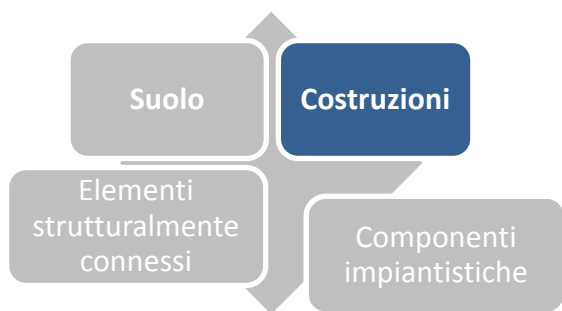 Suolo
Costruzioni
Elementi
strutturalmente
connessi
Componenti
impiantistiche